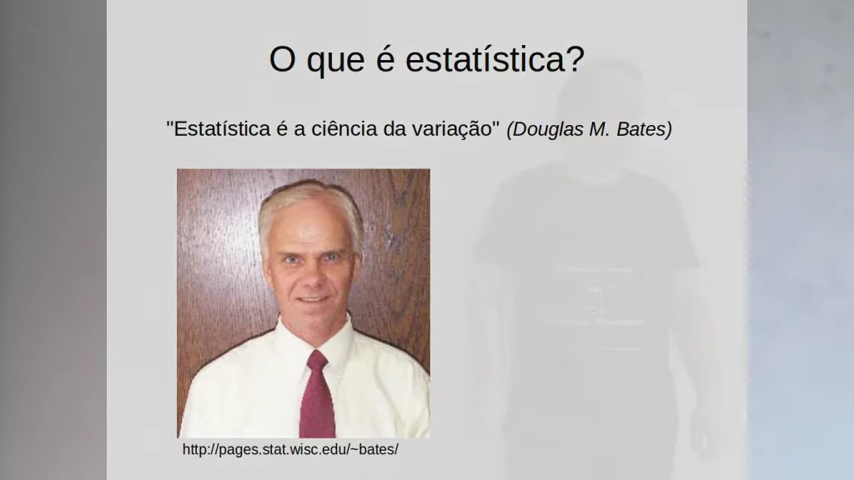 O que é estatística?
"Estatística é a ciência da variação" (Douglas M. Bates)
http://pages.stat.wisc.edu/~bates/